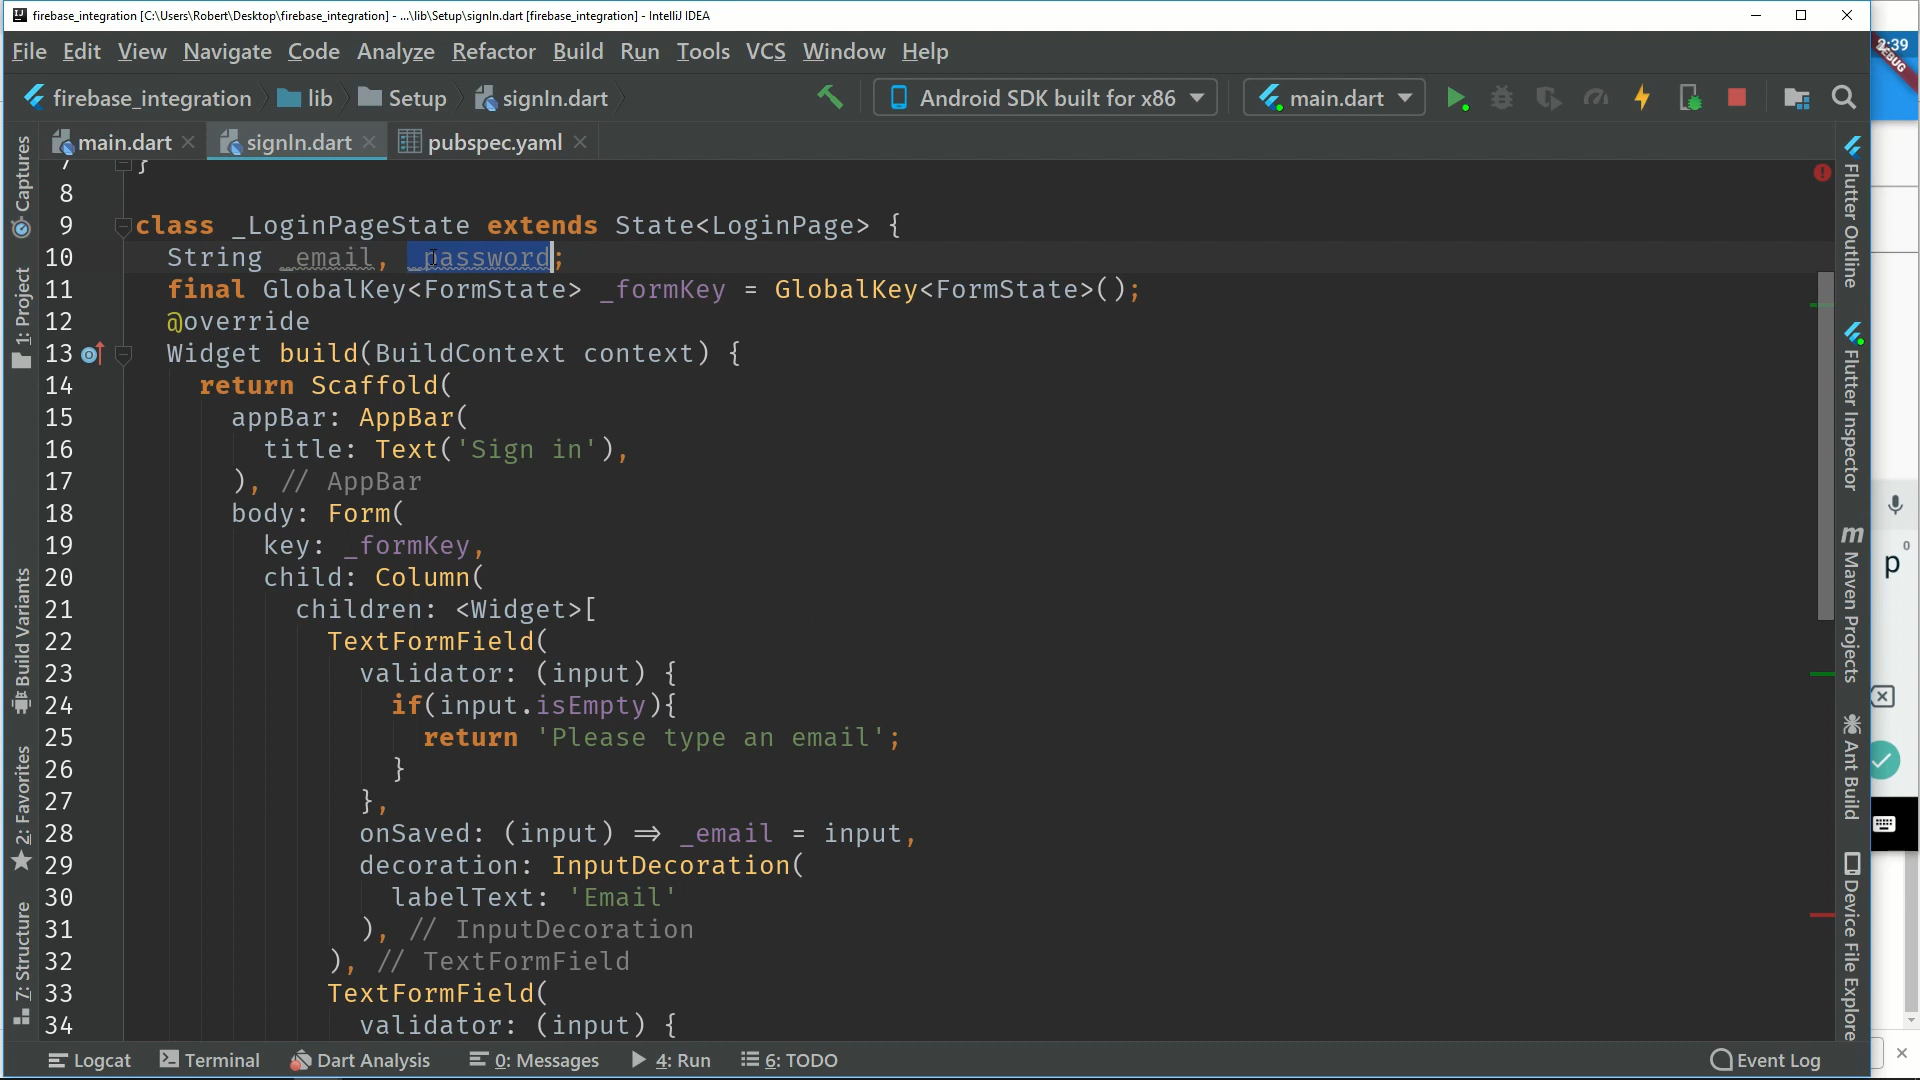 firebase_integration [C:\Users\Robert\Desktop\firebase_integration] - ...\lib\Setup\signIn.dart [firebase_integration] - IntelliJ IDEA
File Edit View Navigate Code Analyze Refactor Build Run Tools VCS Window Help
firebase_integration lib Setup signIn.dart Android SDK built for x86 main.dart
main.dart signIn.dart pubspec.yaml
7 }
8
9 class _LoginPageState extends State<LoginPage> {
10 String _email, _password;
11 final GlobalKey<FormState> _formKey = GlobalKey<FormState>();
12 @override
13 Widget build(BuildContext context) {
14 return Scaffold(
15 appBar: AppBar(
16 title: Text('Sign in'),
17 ), // AppBar
18 body: Form(
19 key: _formKey,
20 child: Column(
21 children: <Widget>[
22 TextFormField(
23 validator: (input) {
24 if(input.isEmpty){
25 return 'Please type an email';
26 }
27 },
28 onSaved: (input) => _email = input,
29 decoration: InputDecoration(
30 labelText: 'Email'
31 ), // InputDecoration
32 ), // TextFormField
33 TextFormField(
34 validator: (input) {
Captures
1: Project
Build Variants
2: Favorites
7: Structure
Flutter Outline
Flutter Inspector
m Maven Projects
Ant Build
Device File Explorer
Logcat Terminal Dart Analysis 0: Messages 4: Run 6: TODO Event Log
:39
DEBUG
p 0